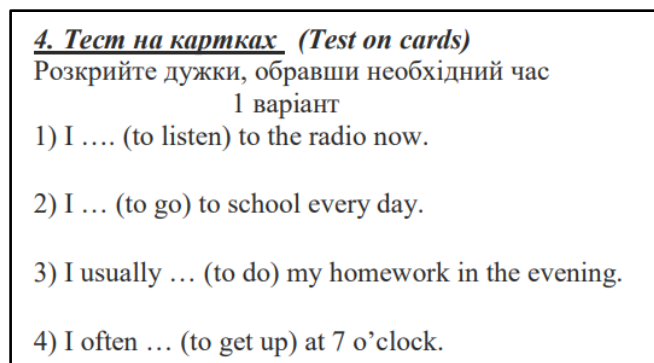 4. Тест на картках (Test on cards)
Розкрийте дужки, обравши необхідний час
1 варіант
1) I …. (to listen) to the radio now.
2) I … (to go) to school every day.
3) I usually … (to do) my homework in the evening.
4) I often … (to get up) at 7 o’clock.